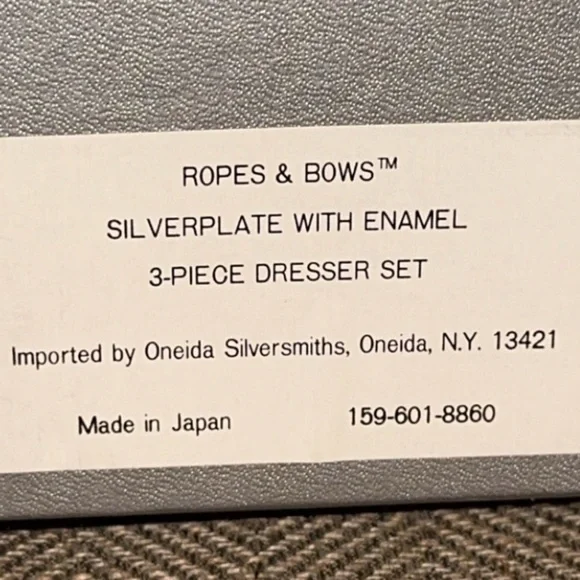 ROPES & BOWS™
SILVERPLATE WITH ENAMEL
3-PIECE DRESSER SET
Imported by Oneida Silversmiths, Oneida, N.Y. 13421
Made in Japan 159-601-8860